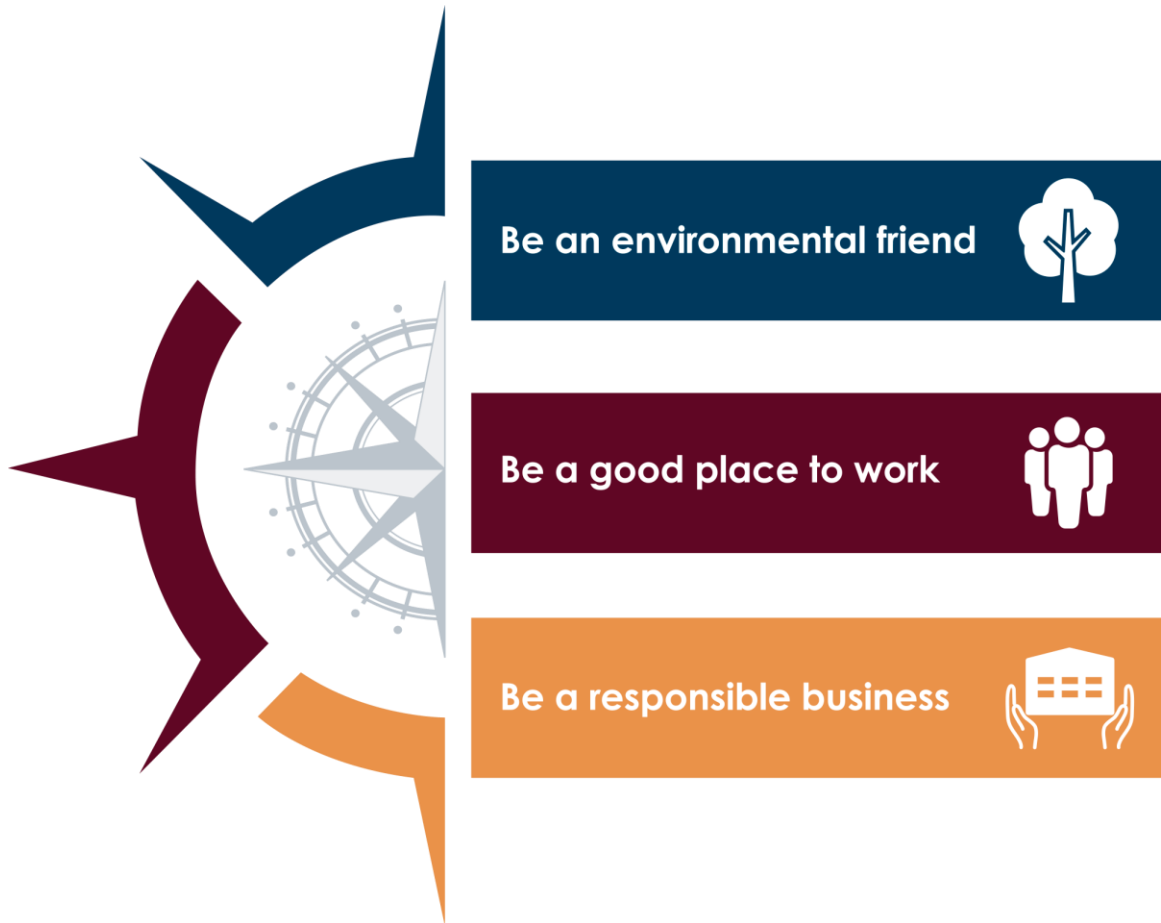 Be an environmental friend
Be a good place to work
Be a responsible business